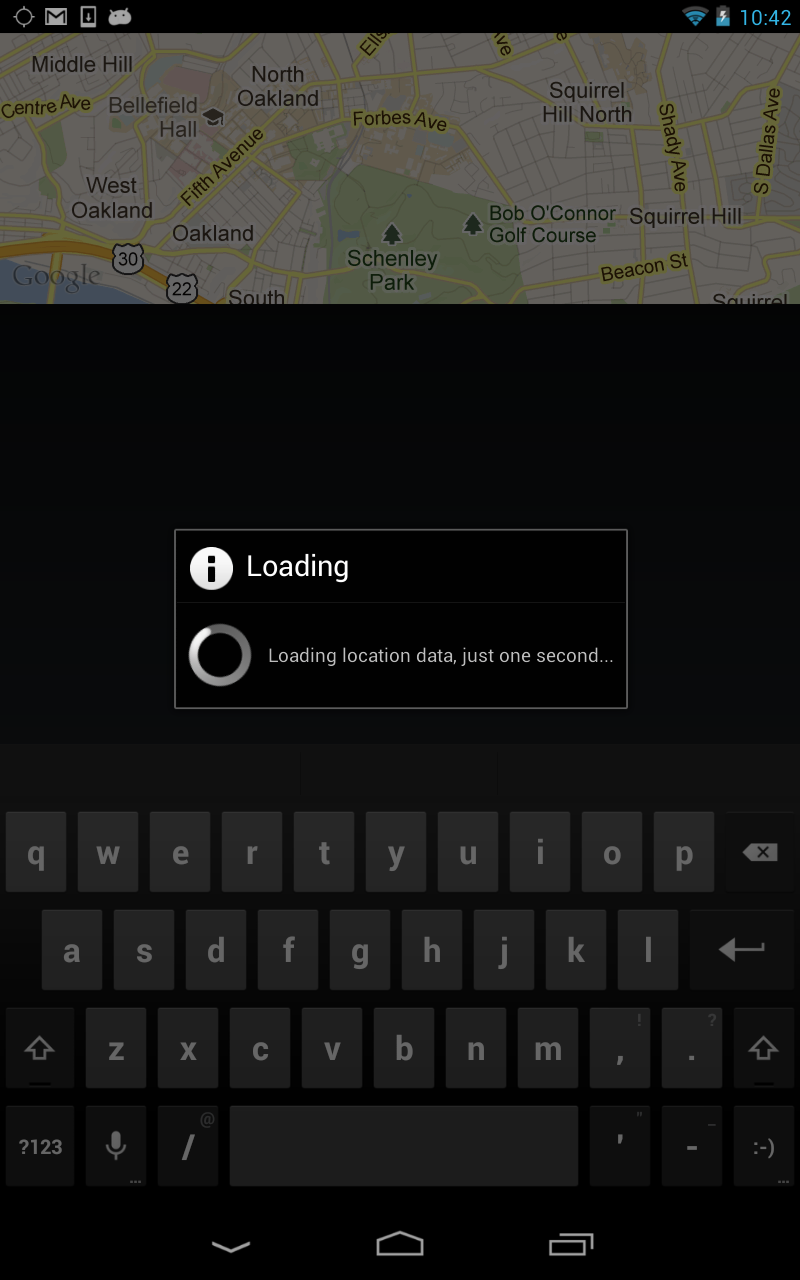 10:42
Middle Hill
North
Oakland
Ells
Ave
e
Squirrel
Hill North
Centre Ave
Bellefield
Hall
Forbes Ave
Fifth Avenue
Shady Ave
S Dallas Ave
West
Oakland
Oakland
Bob O'Connor
Golf Course
Squirrel Hill
30
Schenley
Park
Beacon St
Google
22
South
Squirrel
Loading
Loading location data, just one second...
q w e r t y u i o p
a s d f g h j k l
!
?
z x c v b n m , .
@
"
_
?123 / ' - :-)
... ...